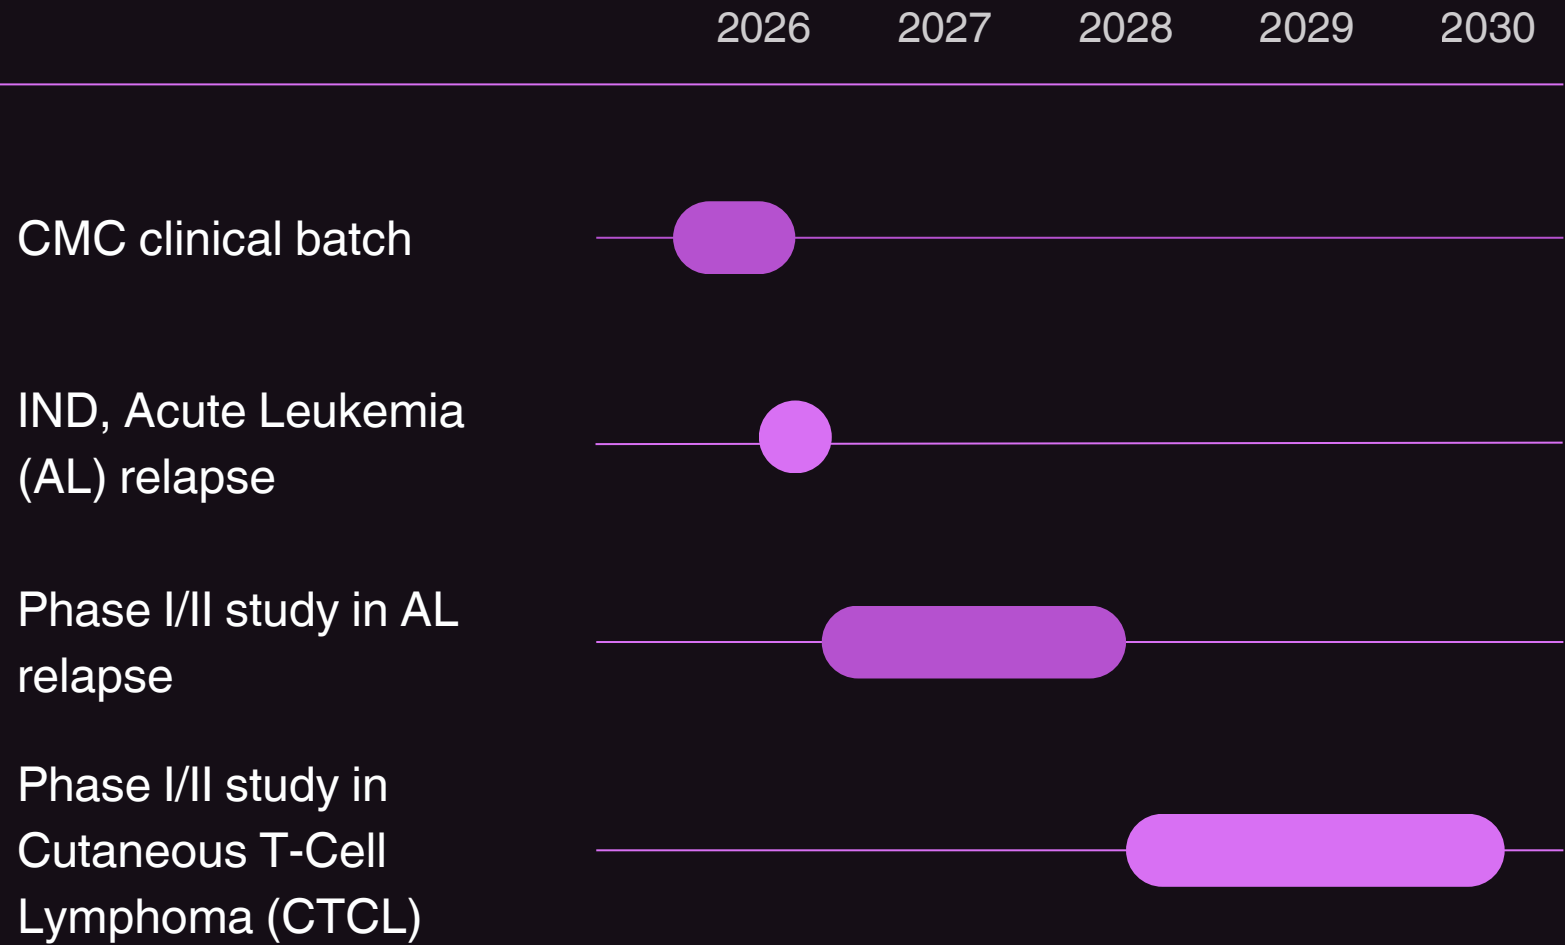 2026 2027 2028 2029 2030
CMC clinical batch
IND, Acute Leukemia
(AL) relapse
Phase I/II study in AL
relapse
Phase I/II study in
Cutaneous T-Cell
Lymphoma (CTCL)